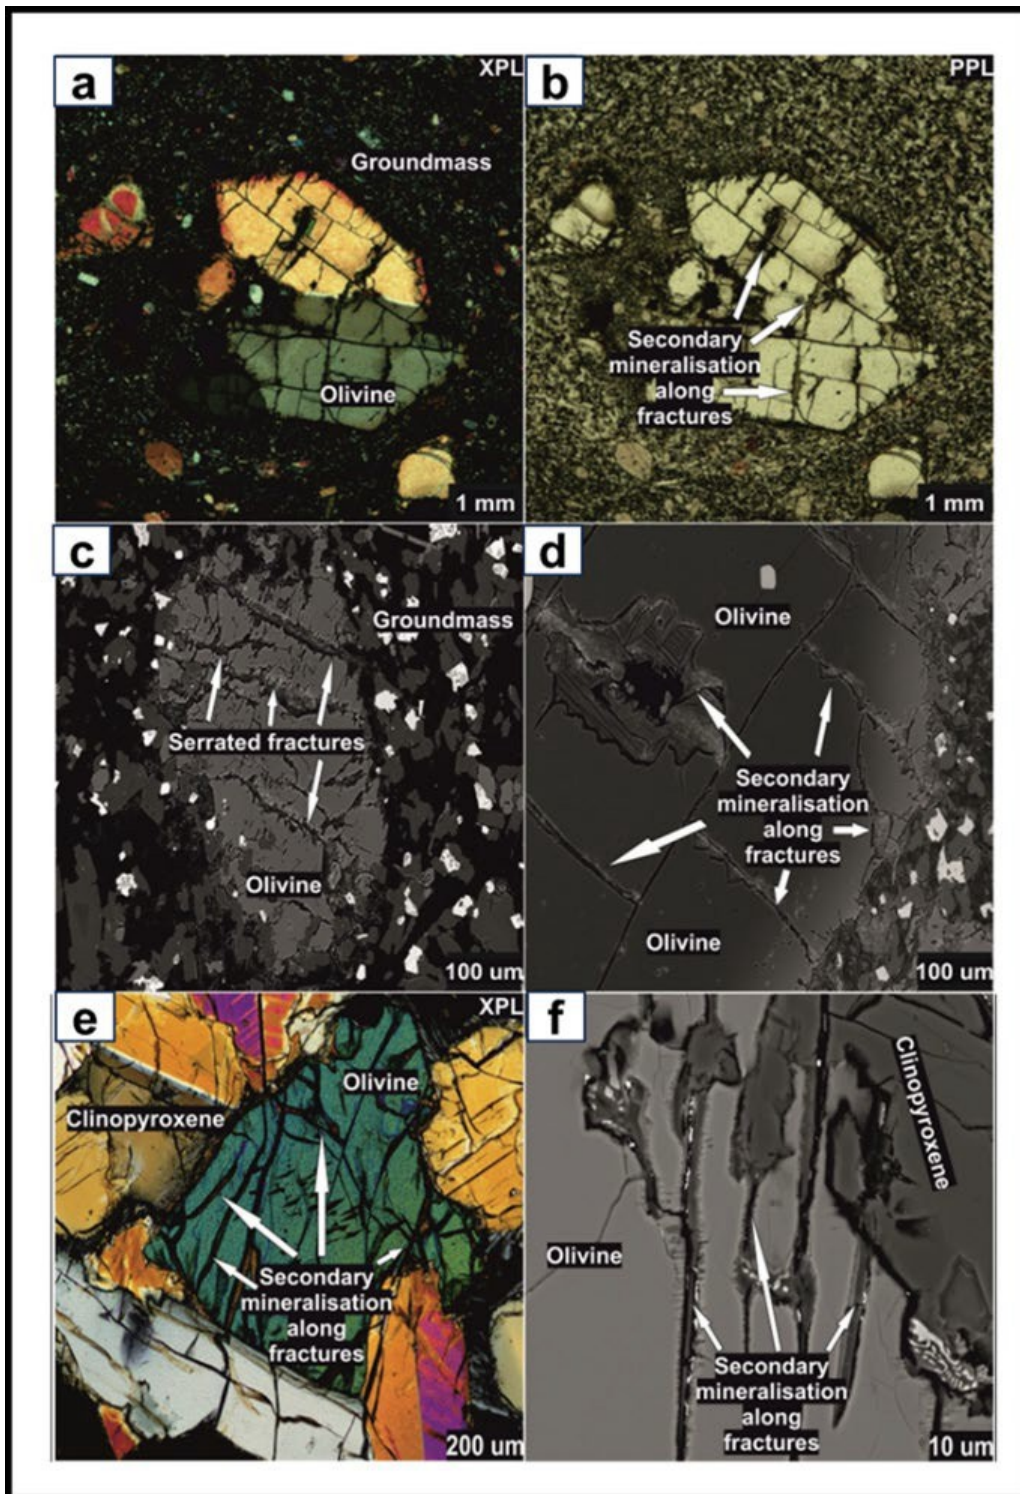 a
XPL
Groundmass
Olivine
1 mm
b
PPL
Secondary
mineralisation
along
fractures
1 mm
c
Groundmass
Serrated fractures
Olivine
100 um
d
Olivine
Secondary
mineralisation
along
fractures
Olivine
100 um
e
XPL
Olivine
Clinopyroxene
Secondary
mineralisation
along
fractures
200 um
f
Clinopyroxene
Olivine
Secondary
mineralisation
along
fractures
10 um